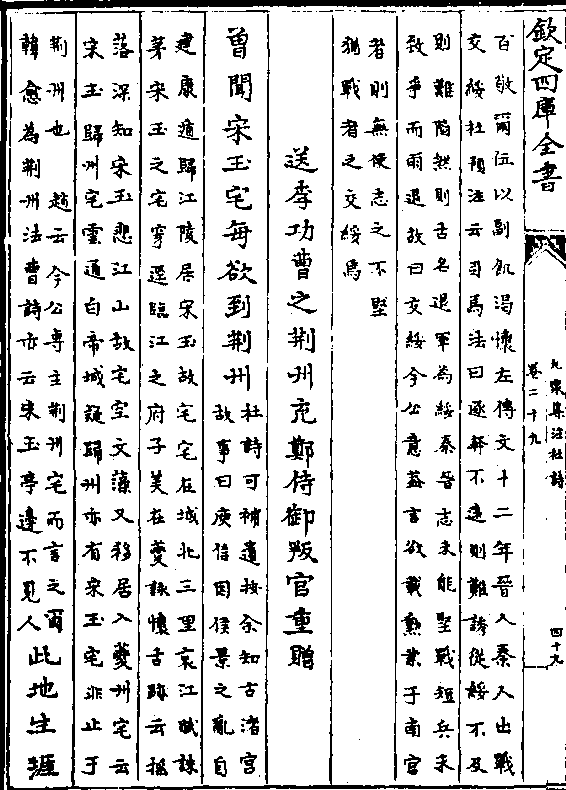 欽定四庫全書
九家集注杜詩
卷二十九
四十九
百敬爾位以副飢渴懷左傳文十二年晉人秦人出戰
交綏杜預注云司馬法曰逐奔不遠則難誘從綏不及
則難陷然則古名退軍為綏秦晉志未能堅戰短兵未
致爭而兩退故曰交綏今公意蓋言欲載勲業于南宮
者則無使志之不堅
猶戰者之交綏焉
送李功曹之荆州充鄭侍御判官重贈
曽聞宋玉宅每欲到荆州
杜詩可補遺按余知古渚宮
故事曰庾信因侯景之亂自
建康遁歸江陵居宋玉故宅宅在城北三里哀江賦誅
茅宋玉之宅穿逕臨江之府子美在夔詠懷古跡云摇
落深知宋玉悲江山故宅空文藻又移居入夔州宅云
宋玉歸州宅雲通白帝城疑歸州亦有宋玉宅非止于
荆州也 趙云今公専主荆州宅而言之爾
韓愈為荆州法曹詩亦云宋玉亭邊不見人
此地生涯